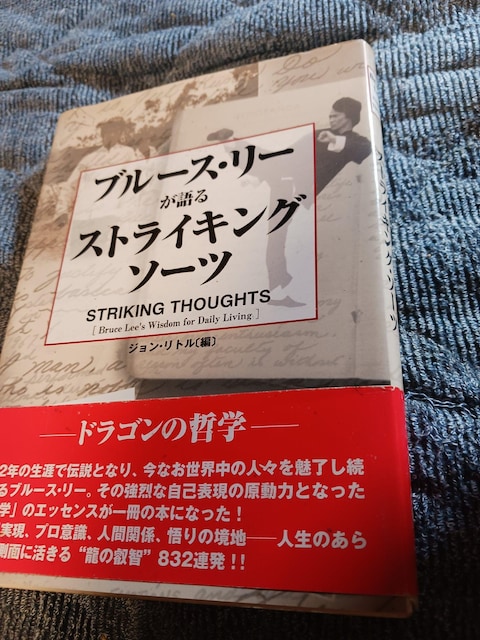 ブルース・リー
が語る
ストライキング
ソーツ
STRIKING THOUGHTS
[ Bruce Lee's Wisdom for Daily Living ]
ジョン・リトル〔編〕
―ドラゴンの哲学―
2年の生涯で伝説となり、今なお世界中の人々を魅了し続
るブルース・リー。その強烈な自己表現の原動力となった
学」のエッセンスが一冊の本になった！
実現、プロ意識、人間関係、悟りの境地――人生のあら
側面に活きる“龍の叡智”832連発！！